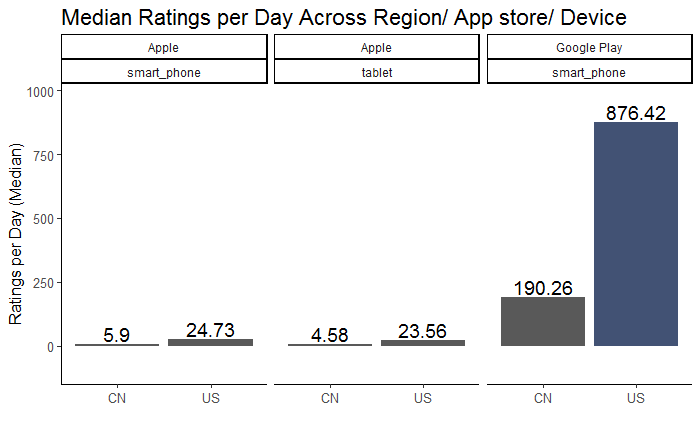 Median Ratings per Day Across Region/ App store/ Device
Apple
Apple
Google Play
smart_phone
tablet
smart_phone
Ratings per Day (Median)
1000
750
500
250
0
5.9
24.73
4.58
23.56
190.26
876.42
CN
US
CN
US
CN
US